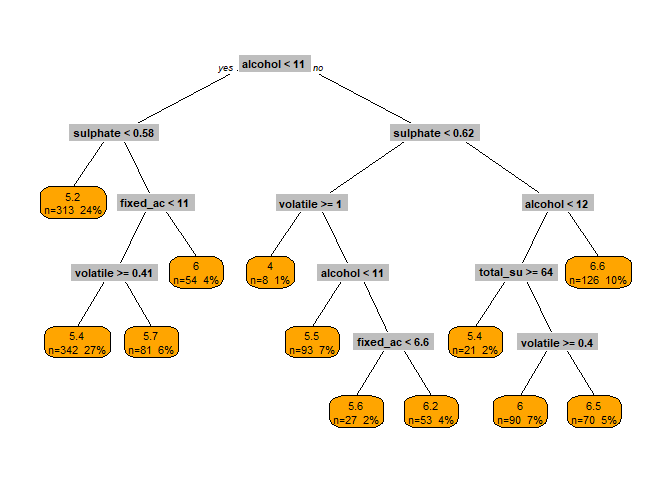 yes alcohol < 11 no
sulphate < 0.58
sulphate < 0.62
5.2
n=313 24%
fixed_ac < 11
volatile >= 1
alcohol < 12
volatile >= 0.41
6
n=54 4%
4
n=8 1%
alcohol < 11
total_su >= 64
6.6
n=126 10%
5.4
n=342 27%
5.7
n=81 6%
5.5
n=93 7%
fixed_ac < 6.6
5.4
n=21 2%
volatile >= 0.4
5.6
n=27 2%
6.2
n=53 4%
6
n=90 7%
6.5
n=70 5%